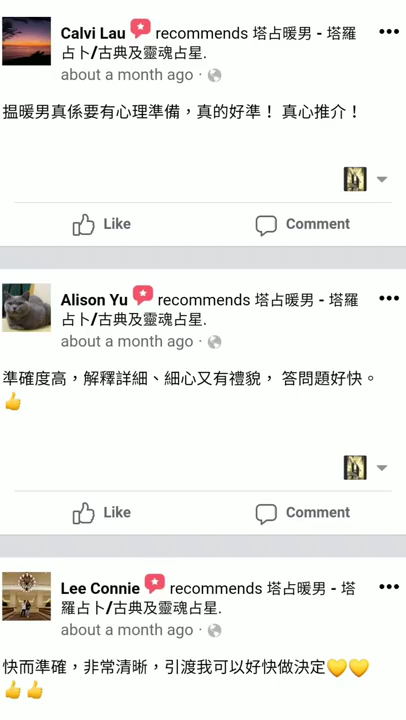 Calvi Lau recommends 塔占暖男 - 塔羅
占卜/古典及靈魂占星.
about a month ago ·
揾暖男真係要有心理準備，真的好準！ 真心推介！
Like Comment
Alison Yu recommends 塔占暖男 - 塔羅
占卜/古典及靈魂占星.
about a month ago ·
準確度高，解釋詳細、細心又有禮貌， 答問題好快。
👍
Like Comment
Lee Connie recommends 塔占暖男 - 塔
羅占卜/古典及靈魂占星.
about a month ago ·
快而準確，非常清晰，引渡我可以好快做決定💛💛
👍👍